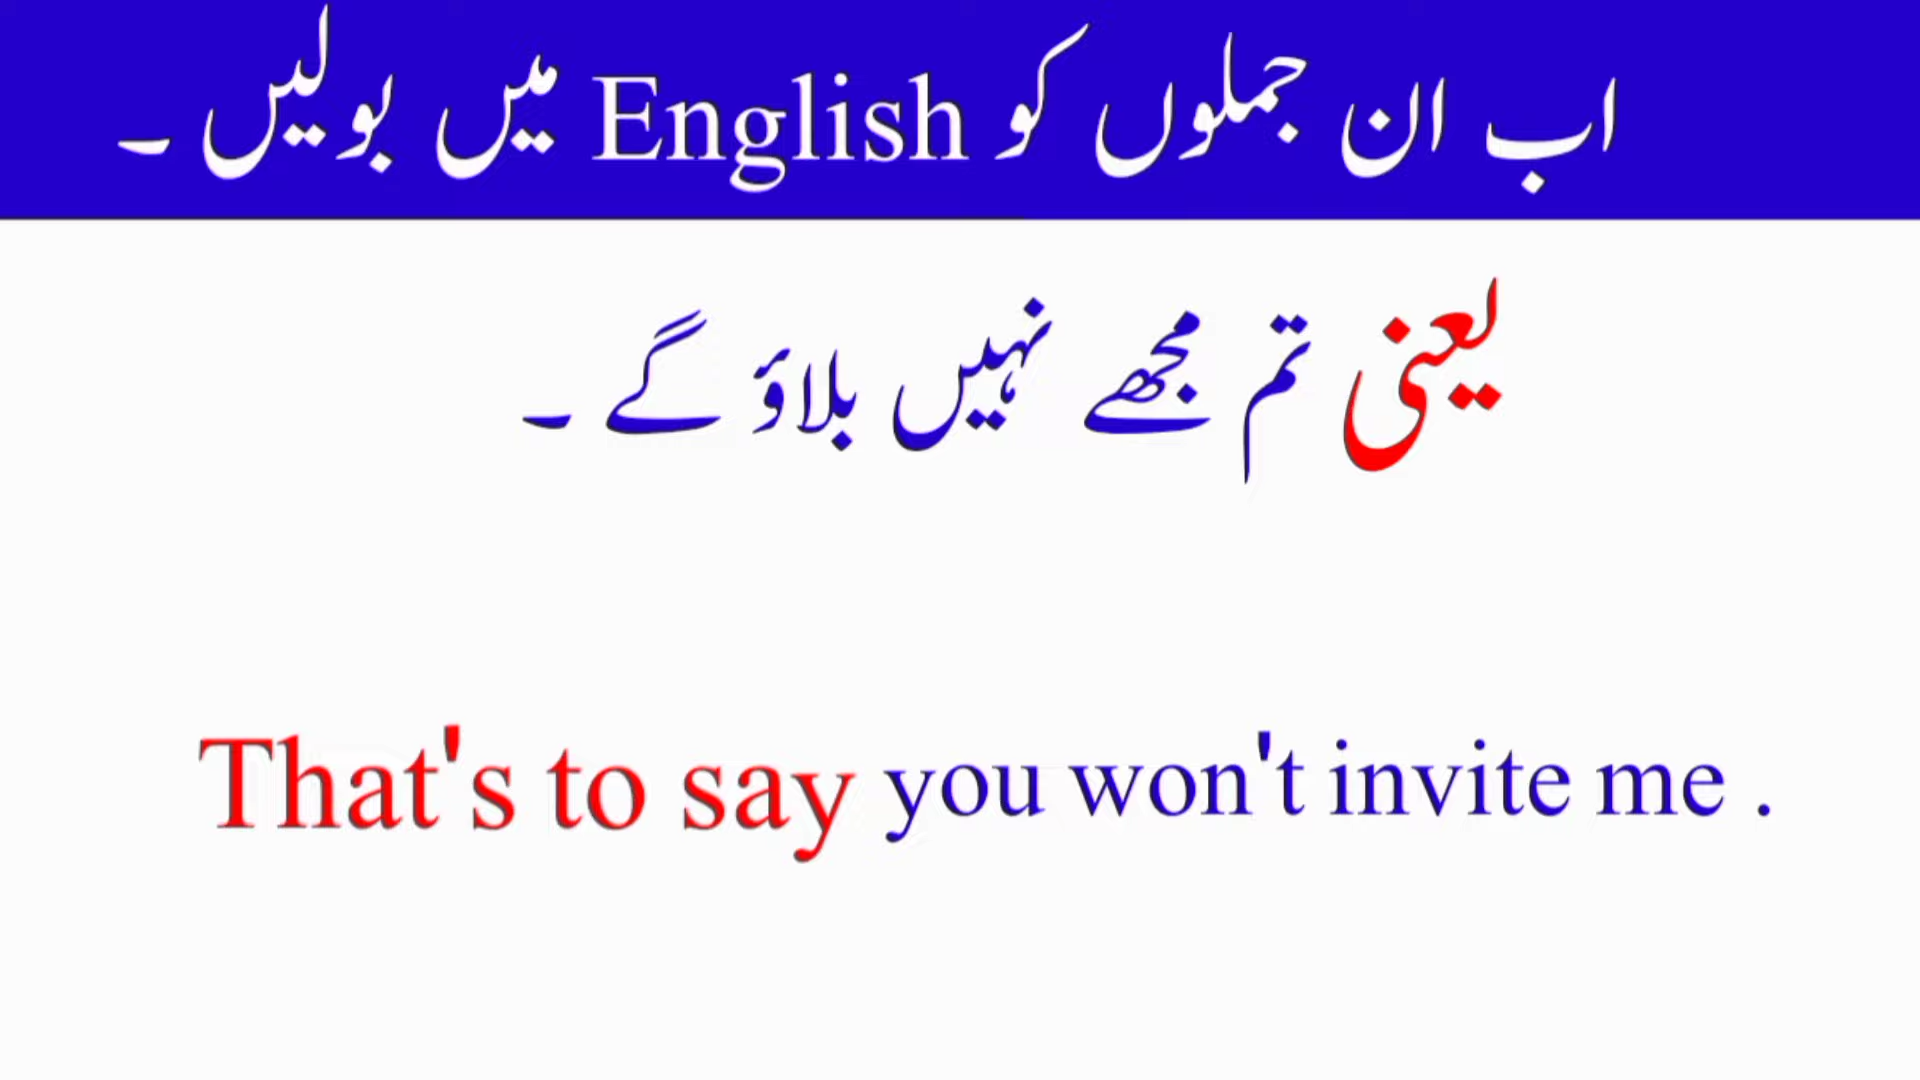 اب ان جملوں کو English میں بولیں ۔
یعنی تم مجھے نہیں بلاؤ گے ۔
That's to say you won't invite me .